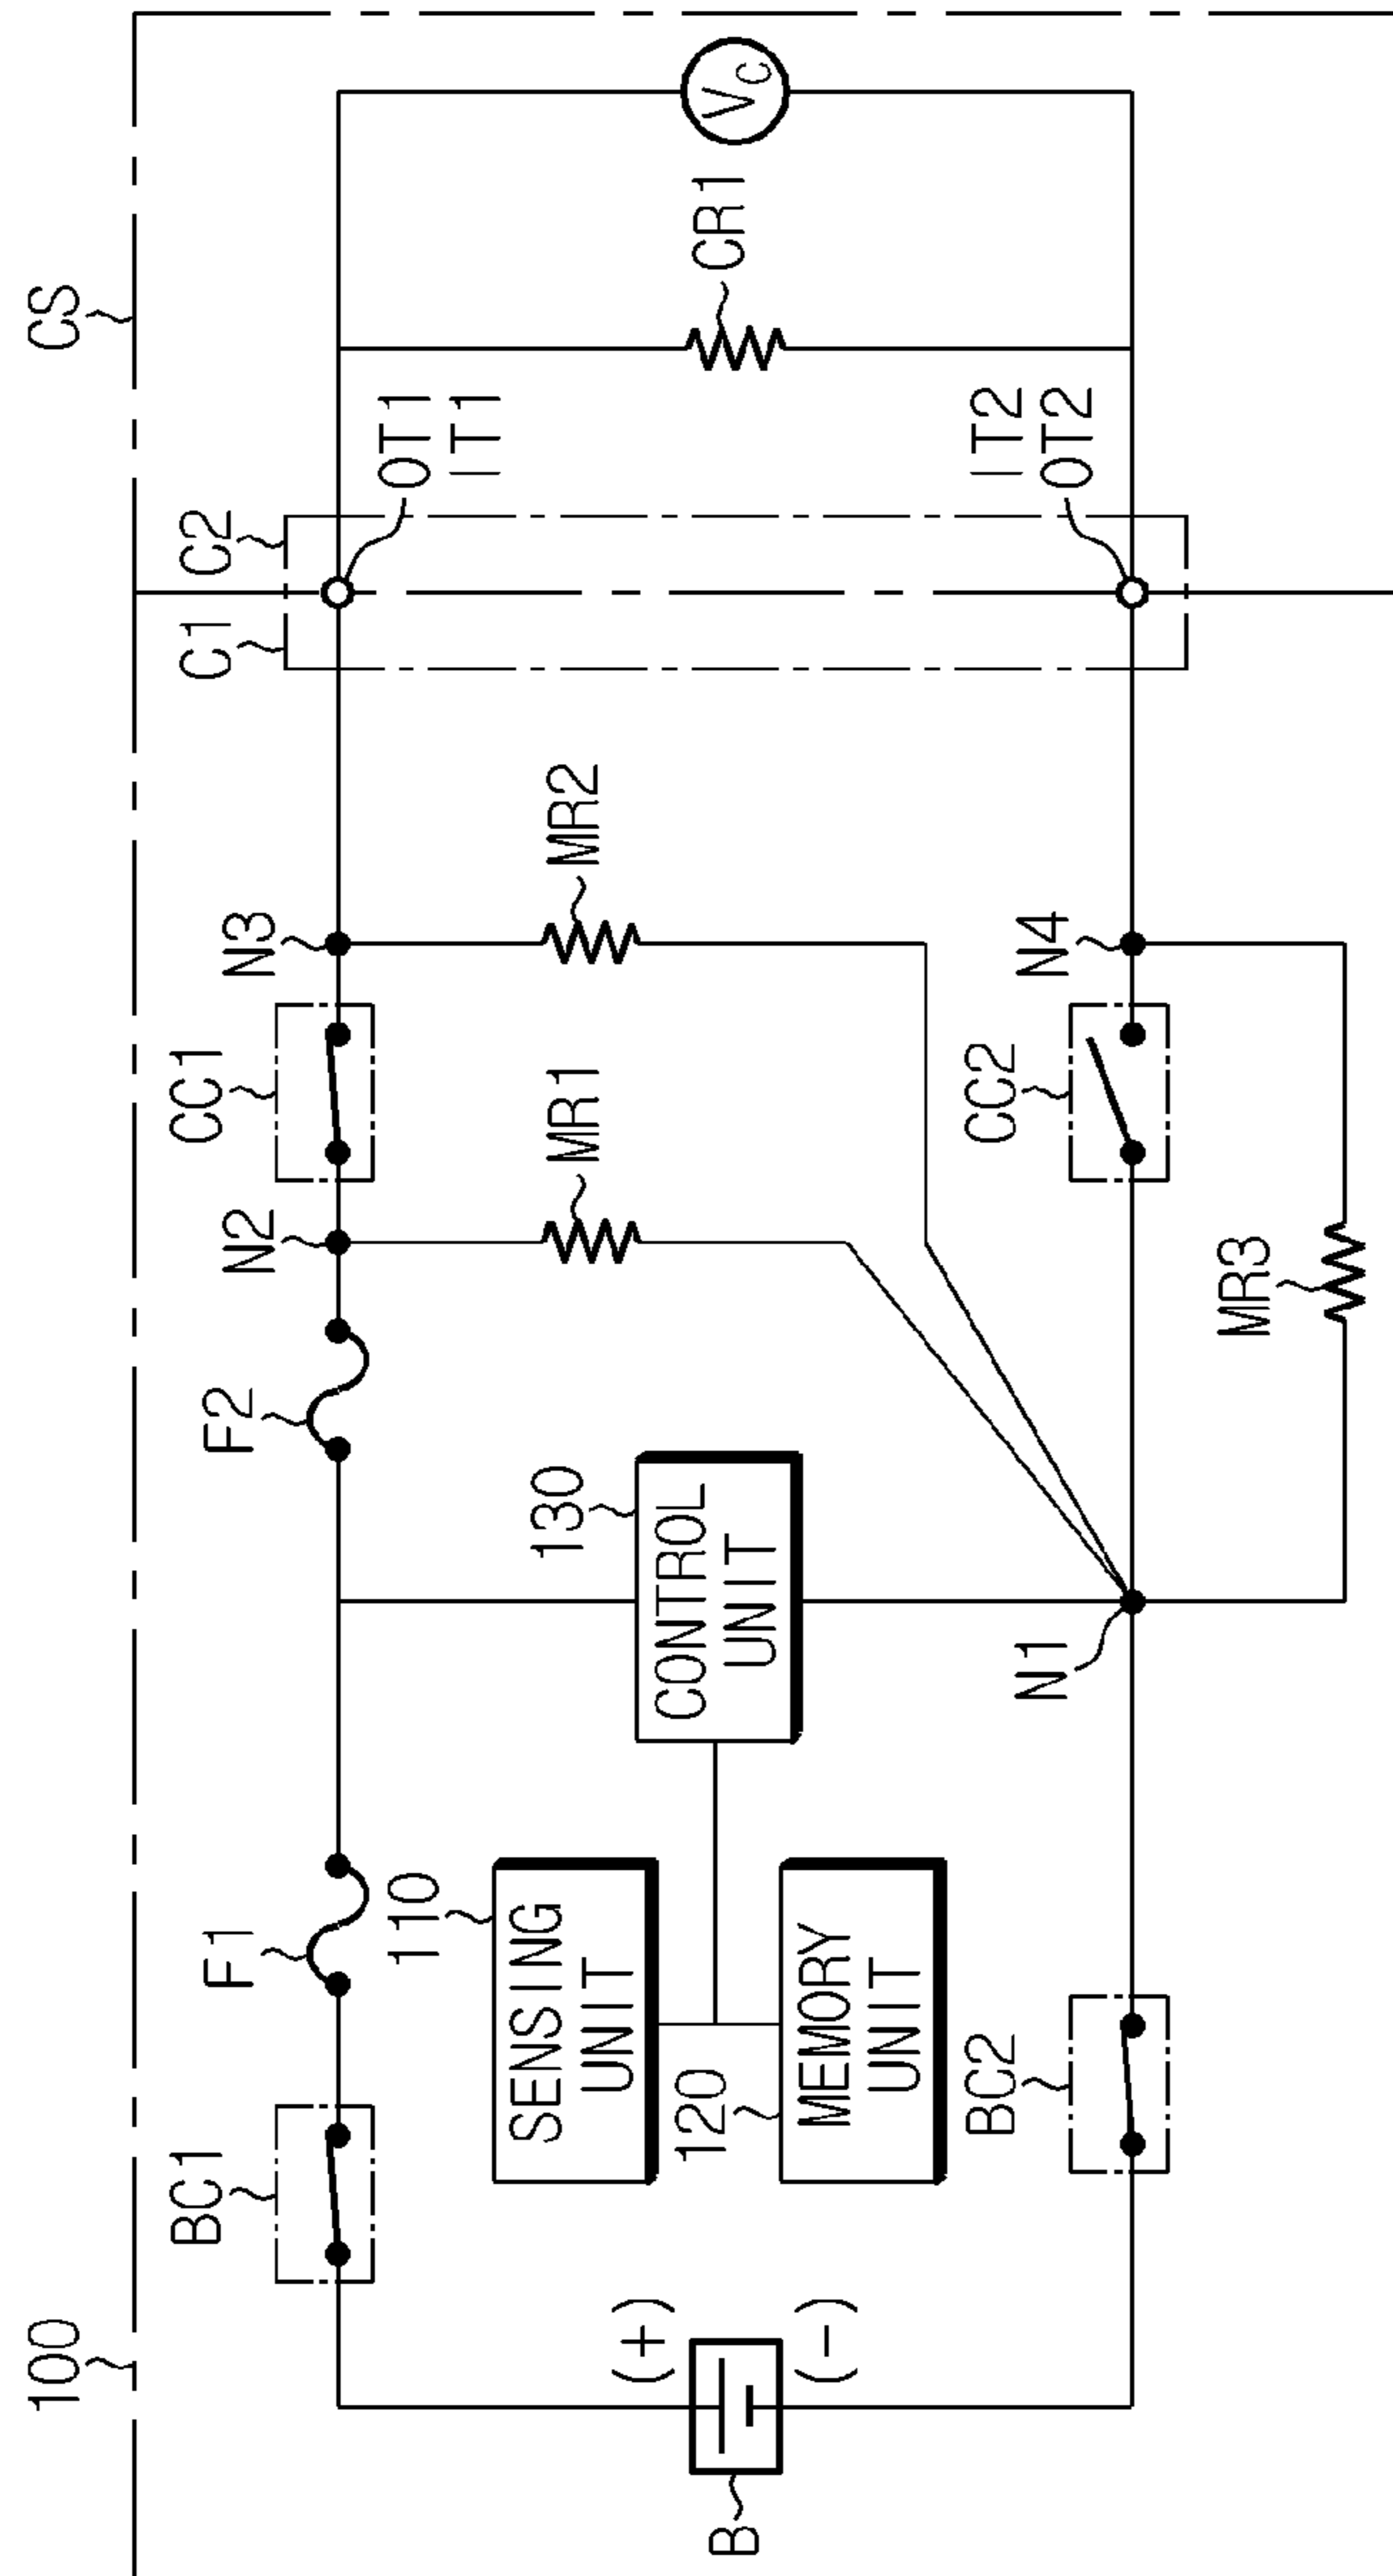 100
CS
BC1
F1
F2
N2
CC1
N3
C1
C2
OT1
IT1
110
SENSING
UNIT
130
CONTROL
UNIT
MR1
MR2
CR1
VC
B
(+)
(-)
120
MEMORY
UNIT
BC2
N1
CC2
N4
IT2
OT2
MR3